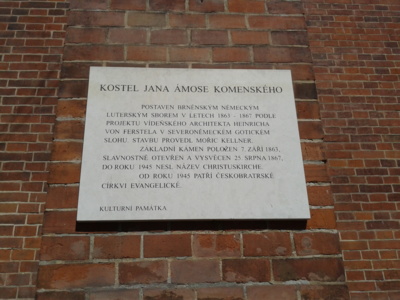 KOSTEL JANA ÁMOSE KOMENSKÉHO
POSTAVEN BRNĚNSKÝM NĚMECKÝM
LUTERSKÝM SBOREM V LETECH 1863 - 1867 PODLE
PROJEKTU VÍDEŇSKÉHO ARCHITEKTA HEINRICHA
VON FERSTELA V SEVERONĚMECKÉM GOTICKÉM
SLOHU. STAVBU PROVEDL MOŘIC KELLNER.
ZÁKLADNÍ KÁMEN POLOŽEN 7. ZÁŘÍ 1863,
SLAVNOSTNĚ OTEVŘEN A VYSVĚCEN 25. SRPNA 1867.
DO ROKU 1945 NESL NÁZEV CHRISTUSKIRCHE.
OD ROKU 1945 PATŘÍ ČESKOBRATRSKÉ
CÍRKVI EVANGELICKÉ.
KULTURNÍ PAMÁTKA